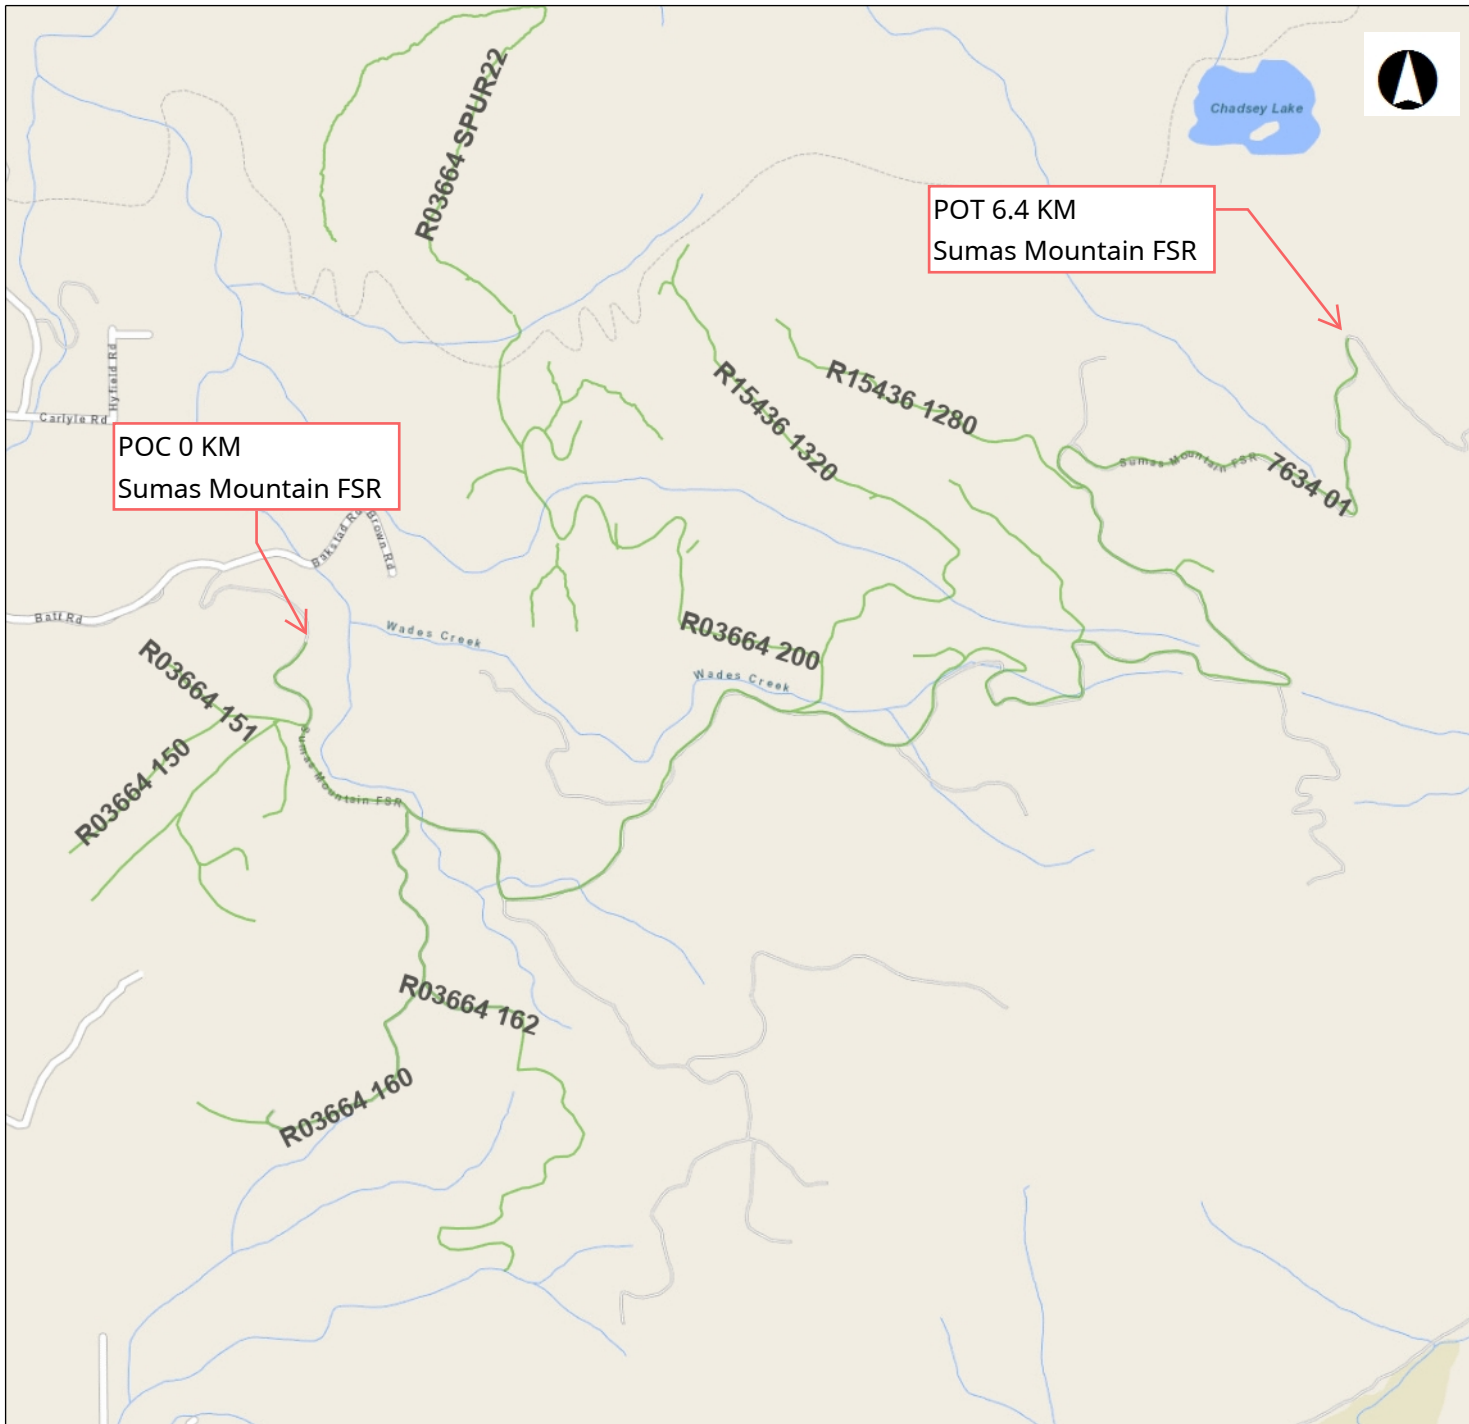 R03664 SPUR22
Chadsey Lake
POT 6.4 KM
Sumas Mountain FSR
Hyfield Rd
Carlyle Rd
R15436 1320
R15436 1280
POC 0 KM
Sumas Mountain FSR
Sumas Mountain FSR
7634 01
Bakstad Rd
Brown Rd
Batt Rd
Wades Creek
R03664 200
Wades Creek
R03664 151
R03664 150
Sumas Mountain FSR
R03664 162
R03664 160